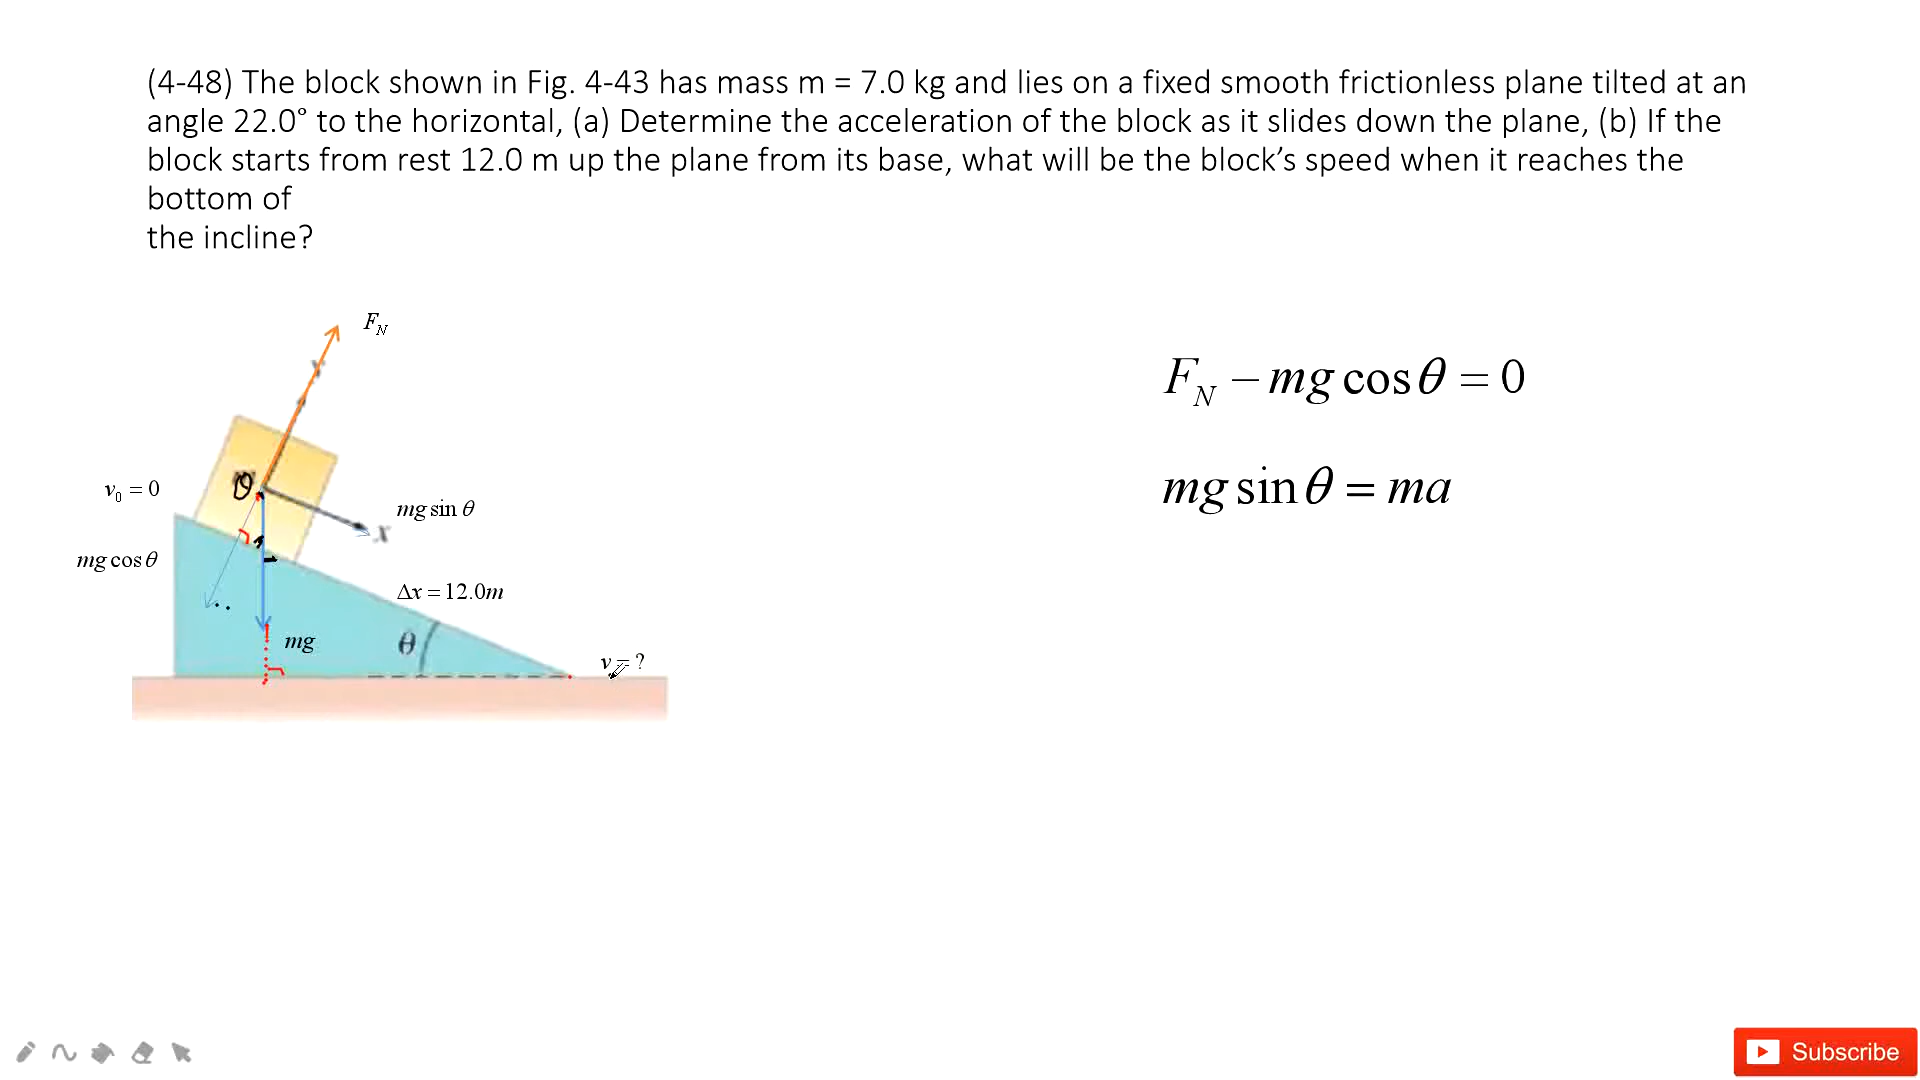 (4-48) The block shown in Fig. 4-43 has mass m = 7.0 kg and lies on a fixed smooth frictionless plane tilted at an
angle 22.0° to the horizontal, (a) Determine the acceleration of the block as it slides down the plane, (b) If the
block starts from rest 12.0 m up the plane from its base, what will be the block’s speed when it reaches the
bottom of
the incline?
F_N
y
F_N − mg cos θ = 0
v_0 = 0
θ
mg sin θ = ma
mg sin θ
x
mg cos θ
Δx = 12.0m
mg
θ
v = ?
Subscribe